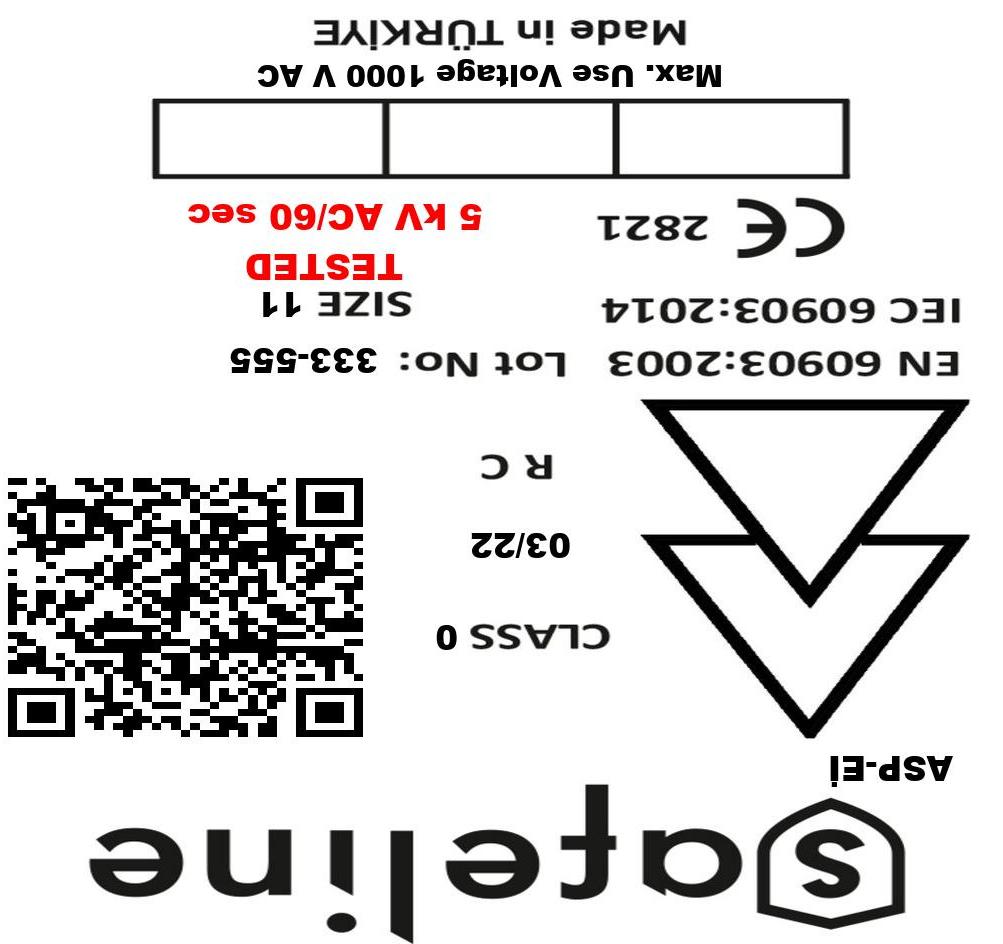 safeline
ASP-Ei
CLASS 0
03/22
R C
EN 60903:2003 Lot No: 333-555
IEC 60903:2014 SIZE 11
TESTED
CE 2821 5 kV AC/60 sec
Max. Use Voltage 1000 V AC
Made in TÜRKİYE